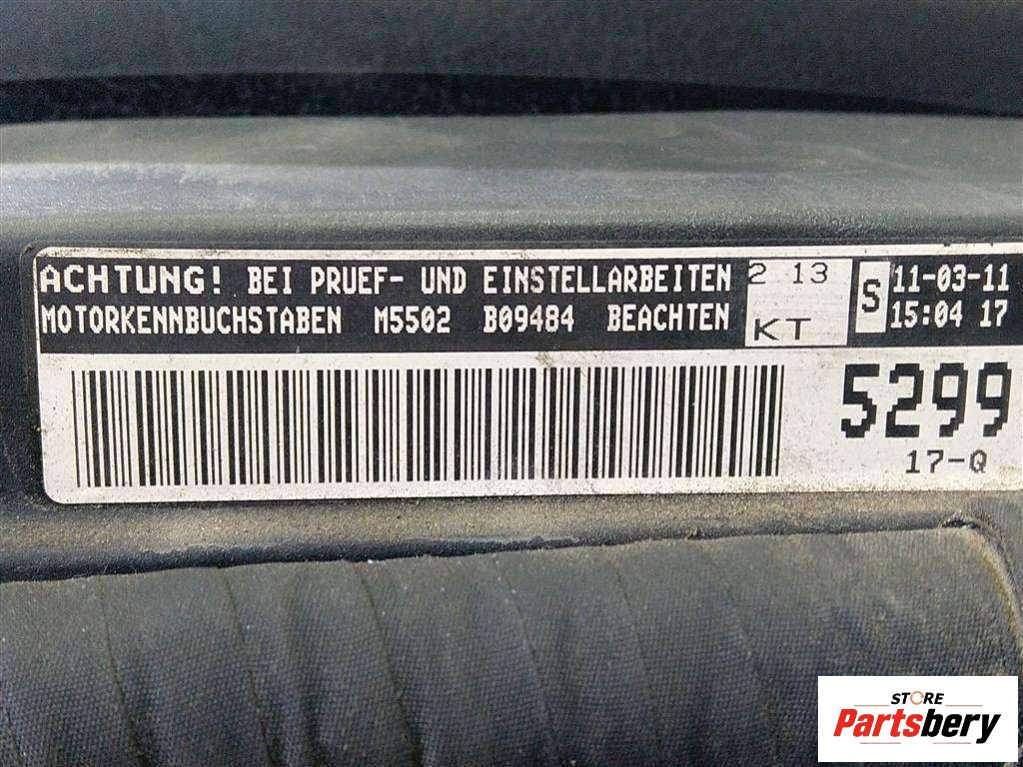 ACHTUNG! BEI PRUEF- UND EINSTELLARBEITEN
MOTORKENNBUCHSTABEN M5502 B09484 BEACHTEN
2 13
KT
S
11-03-11
15:04 17
5299
17-Q
STORE
Partsbery